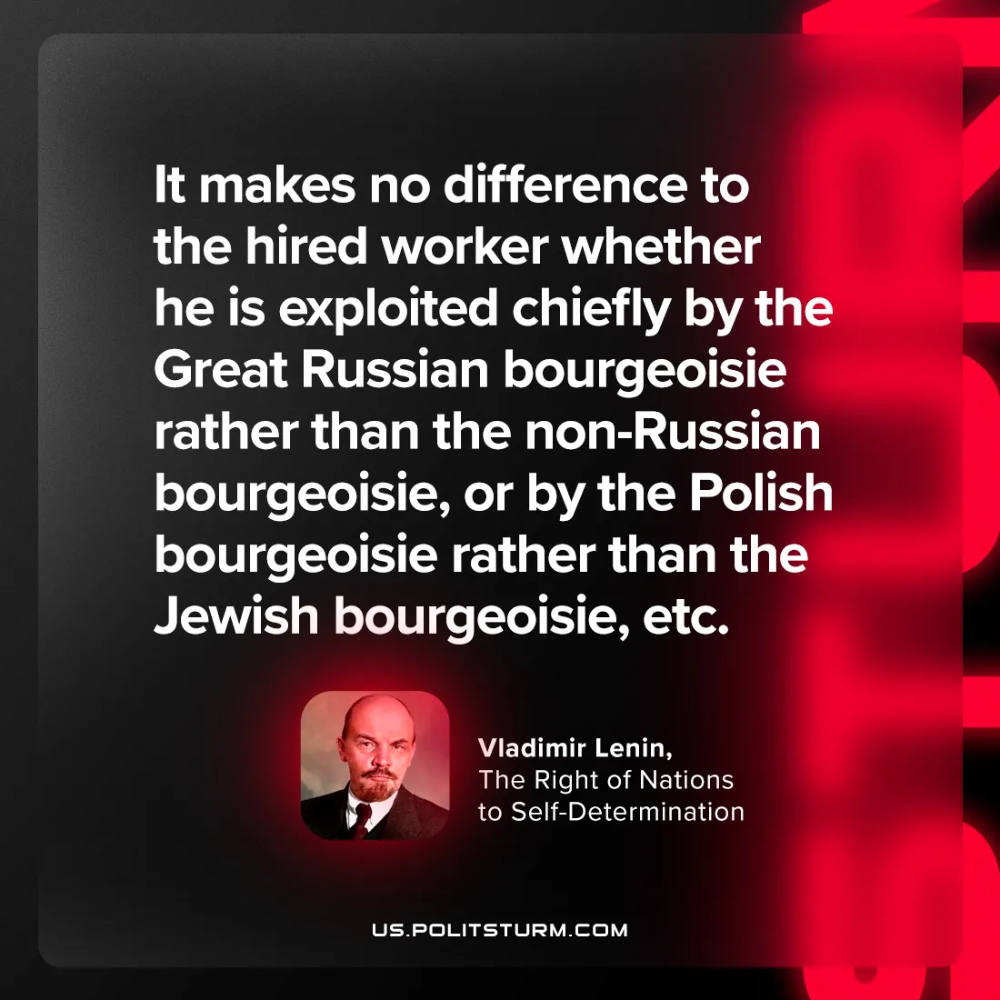 It makes no difference to
the hired worker whether
he is exploited chiefly by the
Great Russian bourgeoisie
rather than the non-Russian
bourgeoisie, or by the Polish
bourgeoisie rather than the
Jewish bourgeoisie, etc.
Vladimir Lenin,
The Right of Nations
to Self-Determination
US.POLITSTURM.COM